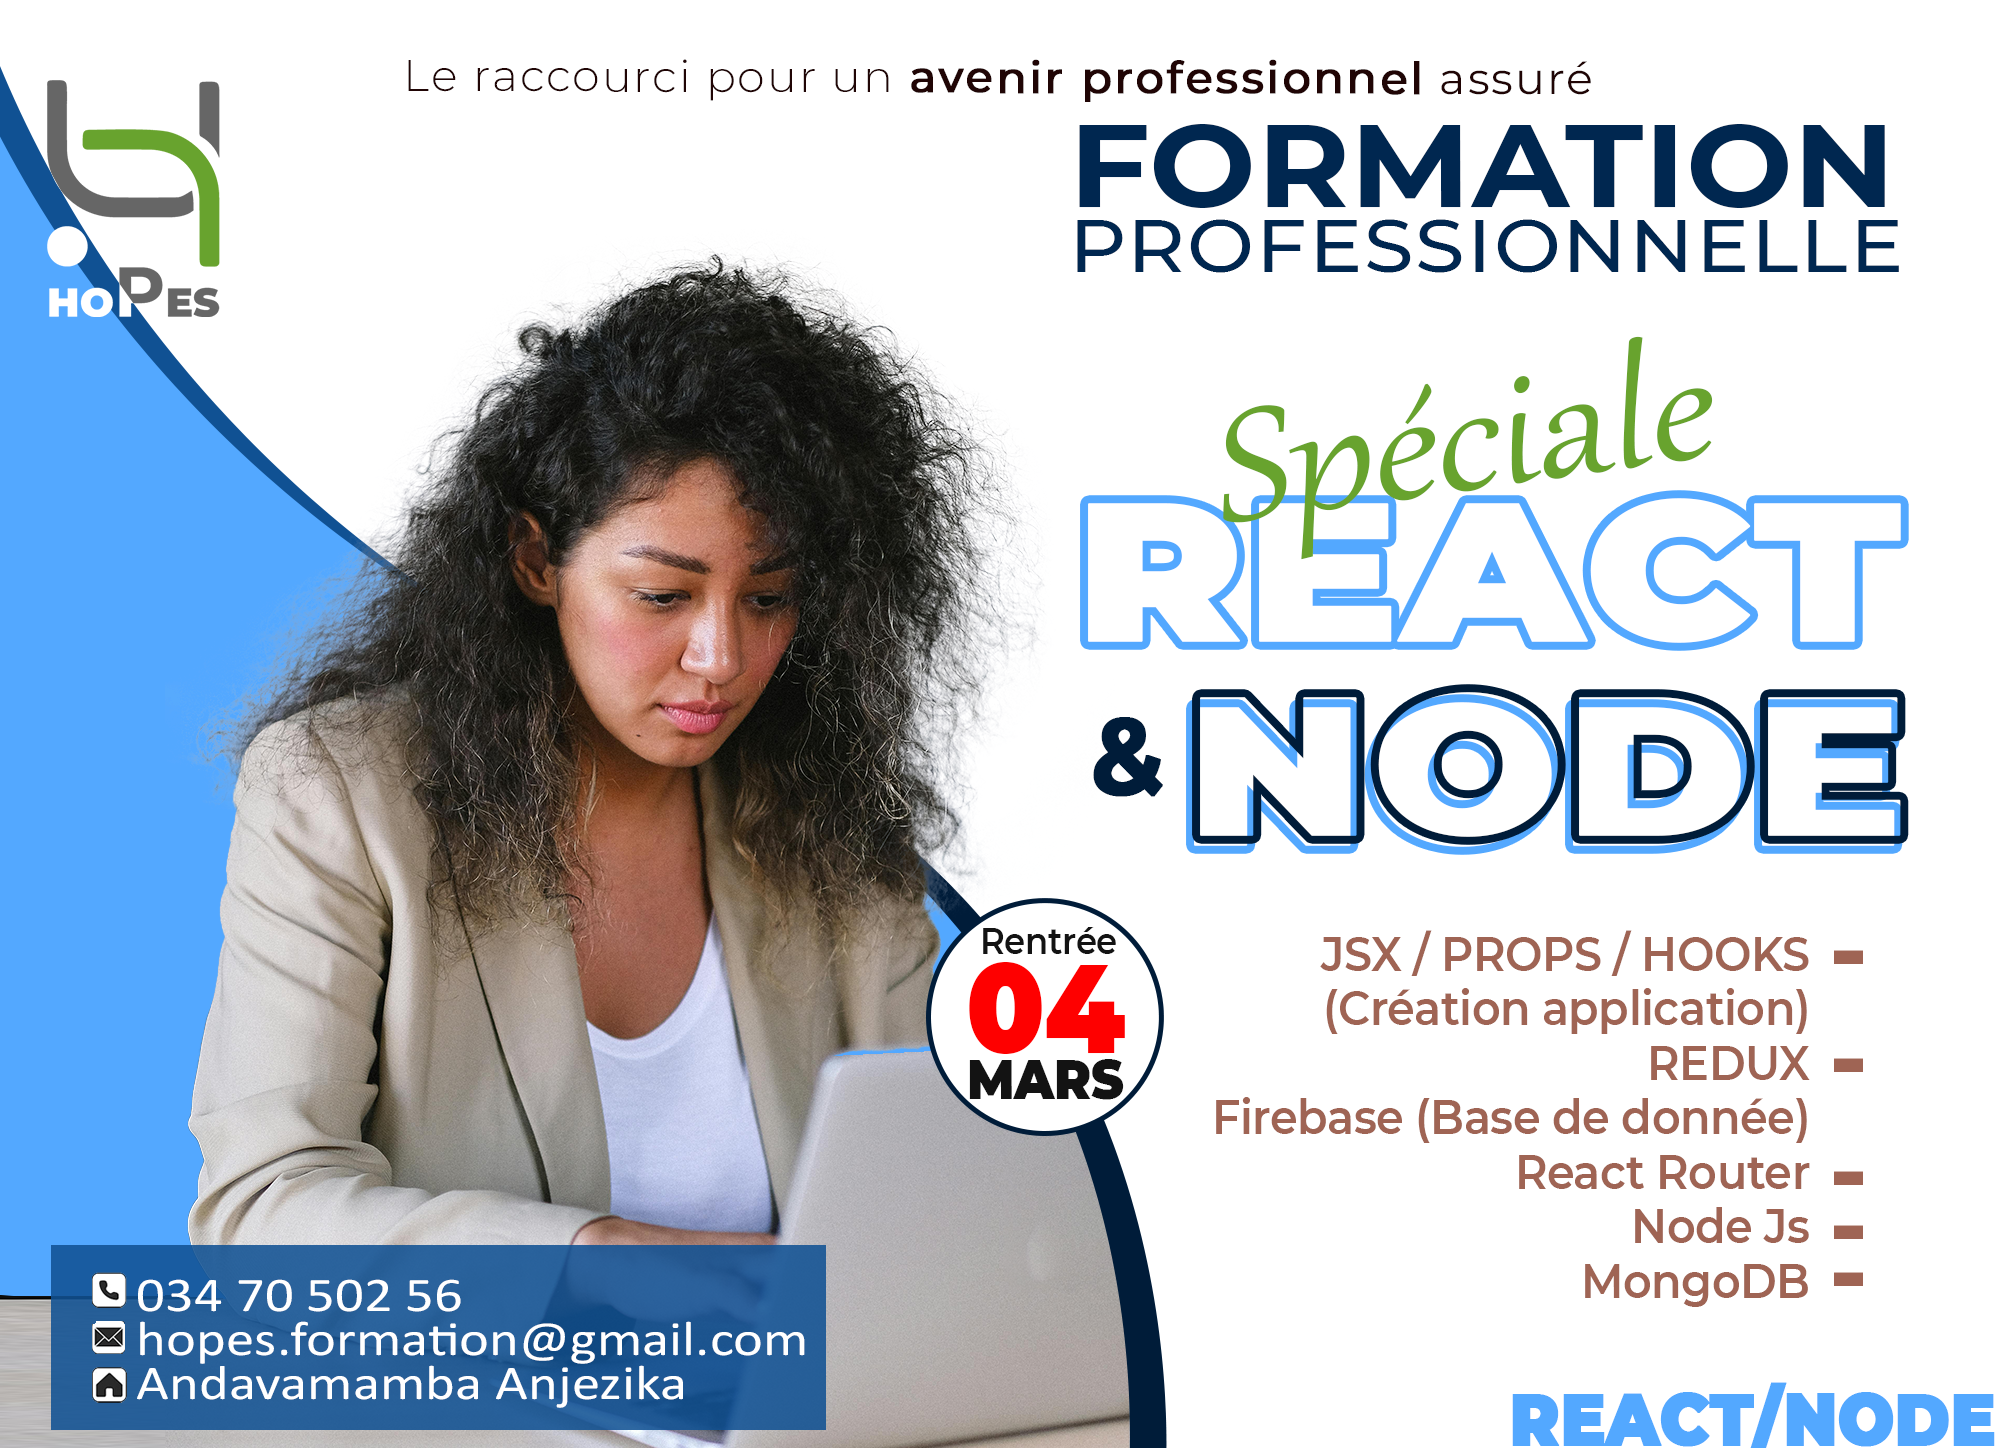 Le raccourci pour un avenir professionnel assuré
HOPES
FORMATION
PROFESSIONNELLE
Spéciale
REACT
& NODE
Rentrée
04
MARS
JSX / PROPS / HOOKS -
(Création application)
REDUX -
Firebase (Base de donnée)
React Router -
Node Js -
MongoDB -
034 70 502 56
hopes.formation@gmail.com
Andavamamba Anjezika
REACT/NODE